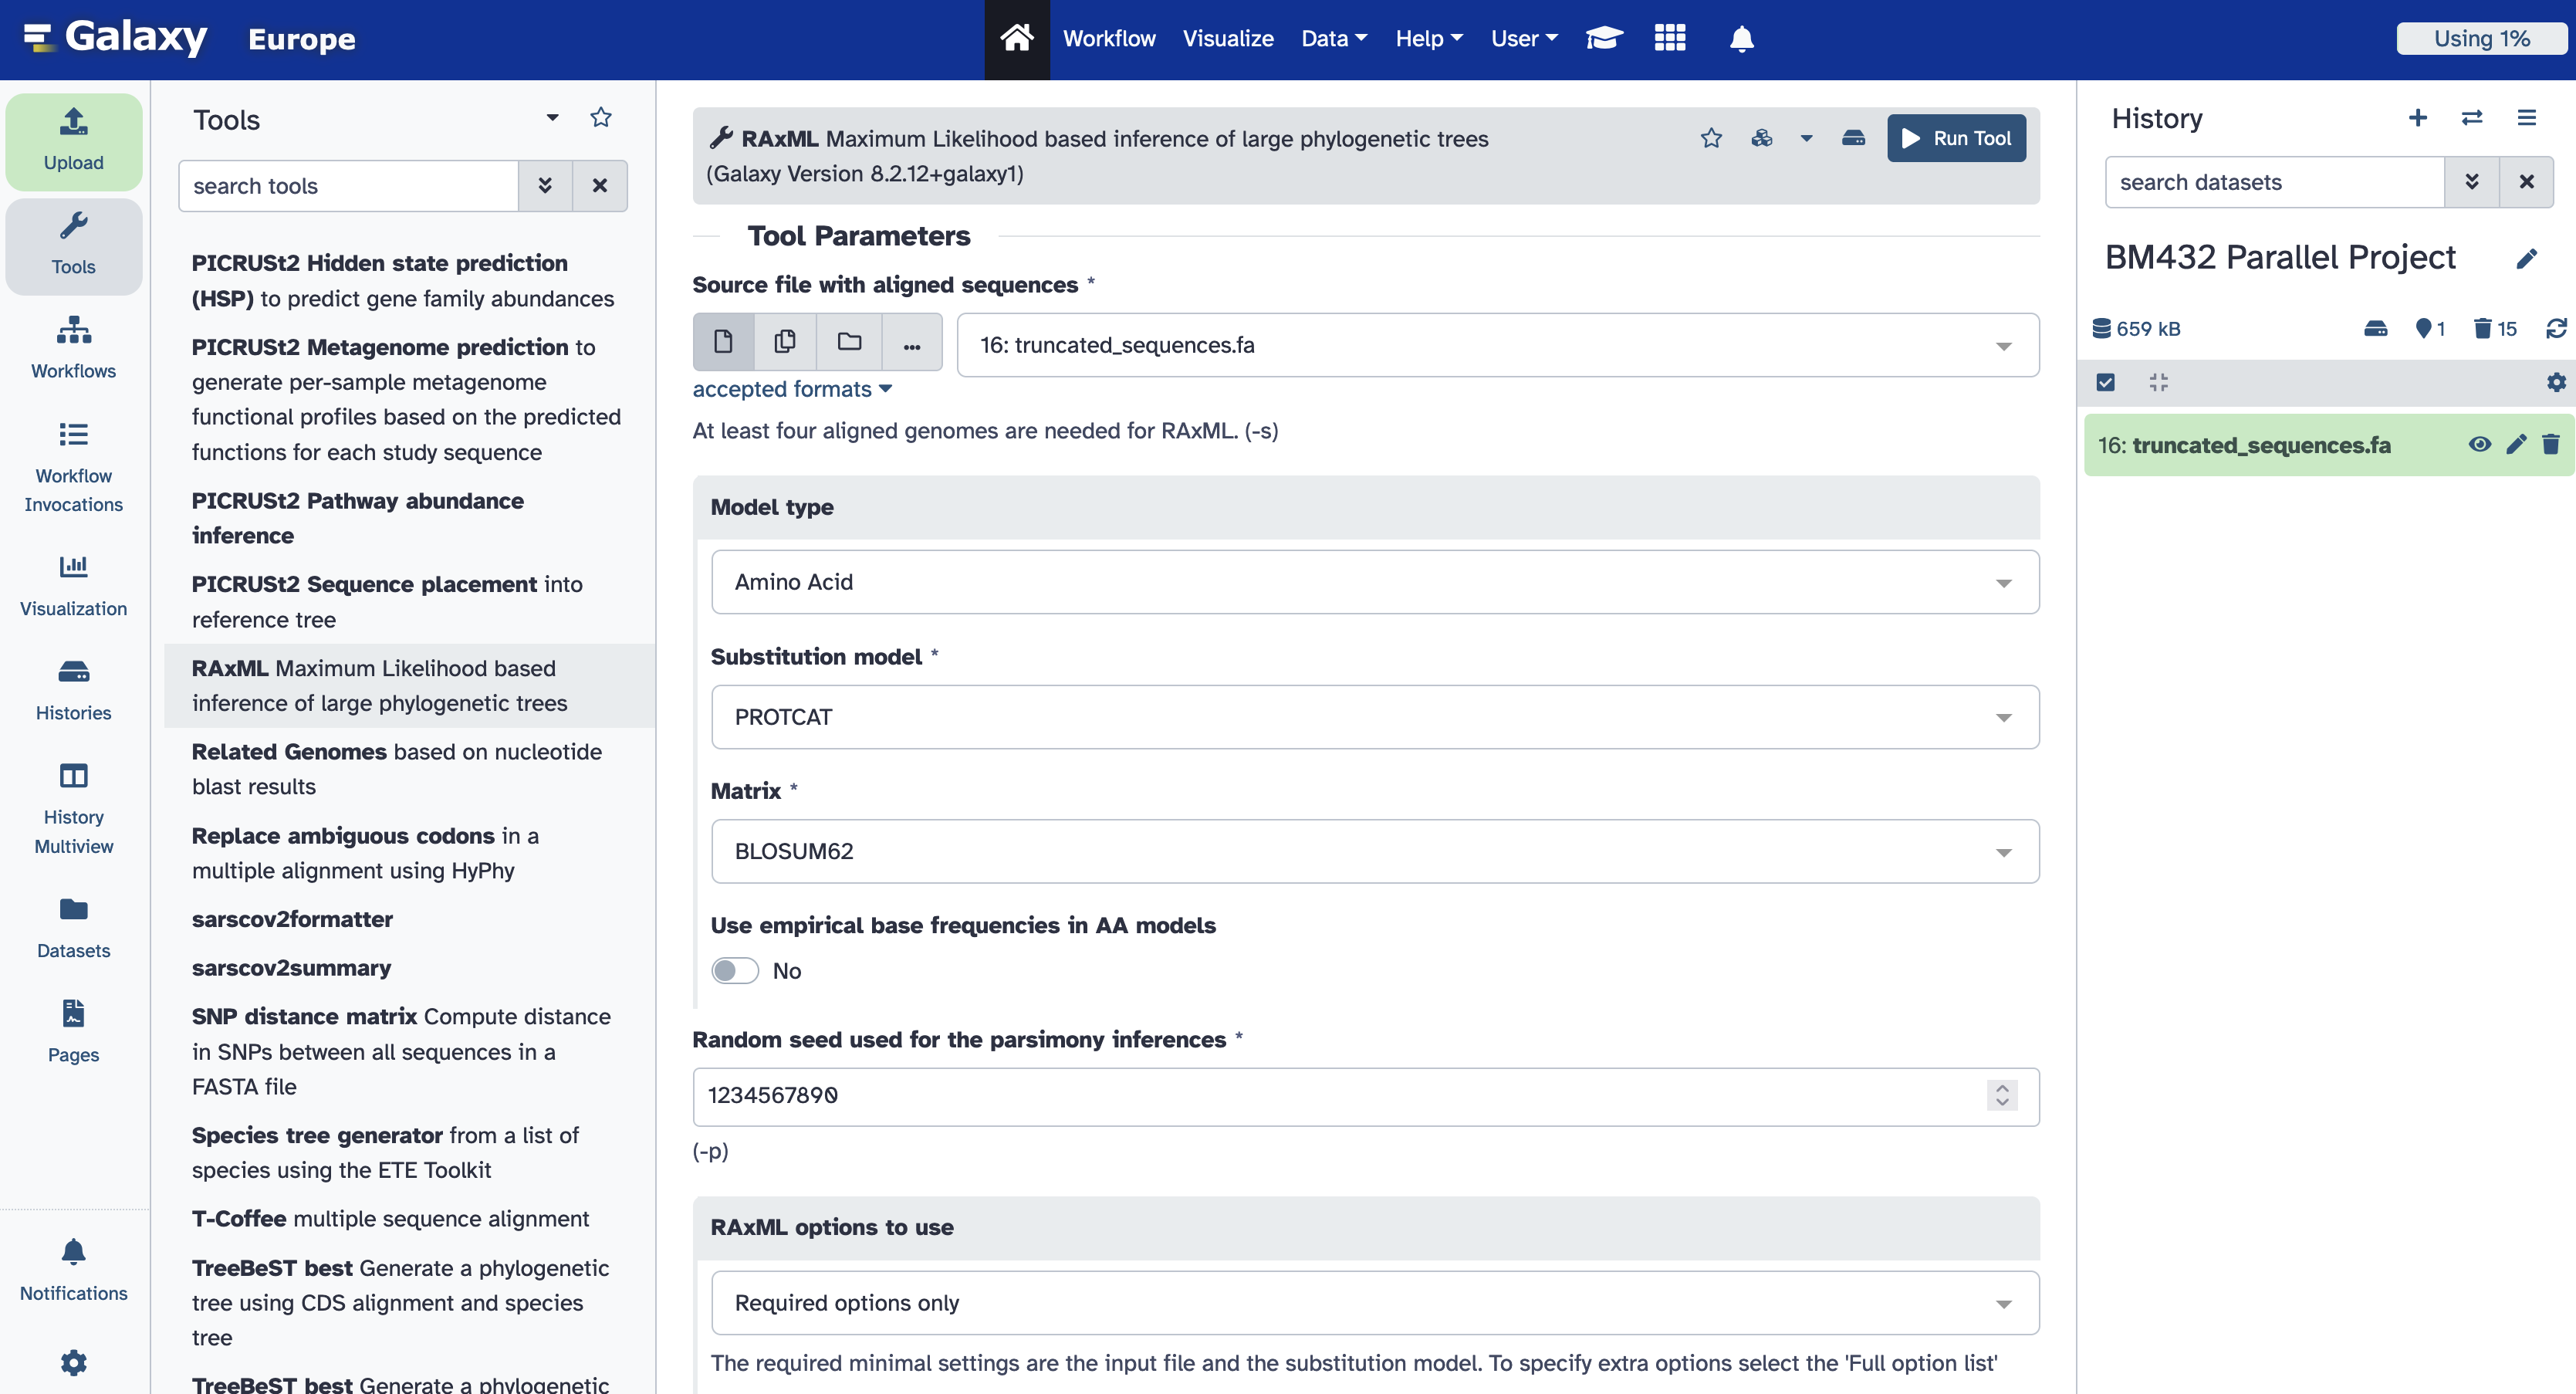 Galaxy Europe
Workflow Visualize Data Help User
Using 1%
Upload
Tools
Workflows
Workflow
Invocations
Visualization
Histories
History
Multiview
Datasets
Pages
Notifications
Tools
search tools
PICRUSt2 Hidden state prediction
(HSP) to predict gene family abundances
PICRUSt2 Metagenome prediction to
generate per-sample metagenome
functional profiles based on the predicted
functions for each study sequence
PICRUSt2 Pathway abundance
inference
PICRUSt2 Sequence placement into
reference tree
RAxML Maximum Likelihood based
inference of large phylogenetic trees
Related Genomes based on nucleotide
blast results
Replace ambiguous codons in a
multiple alignment using HyPhy
sarscov2formatter
sarscov2summary
SNP distance matrix Compute distance
in SNPs between all sequences in a
FASTA file
Species tree generator from a list of
species using the ETE Toolkit
T-Coffee multiple sequence alignment
TreeBeST best Generate a phylogenetic
tree using CDS alignment and species
tree
TreeBeST best Generate a phylogenetic
RAxML Maximum Likelihood based inference of large phylogenetic trees
(Galaxy Version 8.2.12+galaxy1)
Run Tool
Tool Parameters
Source file with aligned sequences *
16: truncated_sequences.fa
accepted formats
At least four aligned genomes are needed for RAxML. (-s)
Model type
Amino Acid
Substitution model *
PROTCAT
Matrix *
BLOSUM62
Use empirical base frequencies in AA models
No
Random seed used for the parsimony inferences *
1234567890
(-p)
RAxML options to use
Required options only
The required minimal settings are the input file and the substitution model. To specify extra options select the 'Full option list'
History
search datasets
BM432 Parallel Project
659 kB 1 15
16: truncated_sequences.fa